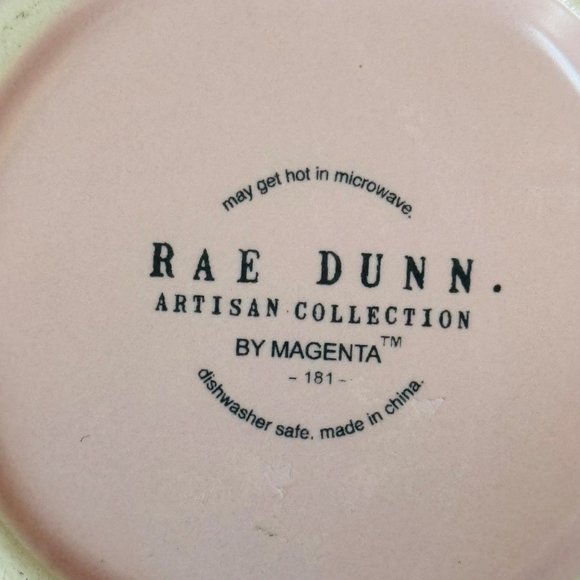 may get hot in microwave.
RAE DUNN.
ARTISAN COLLECTION
BY MAGENTA™
- 181 -
dishwasher safe. made in china.